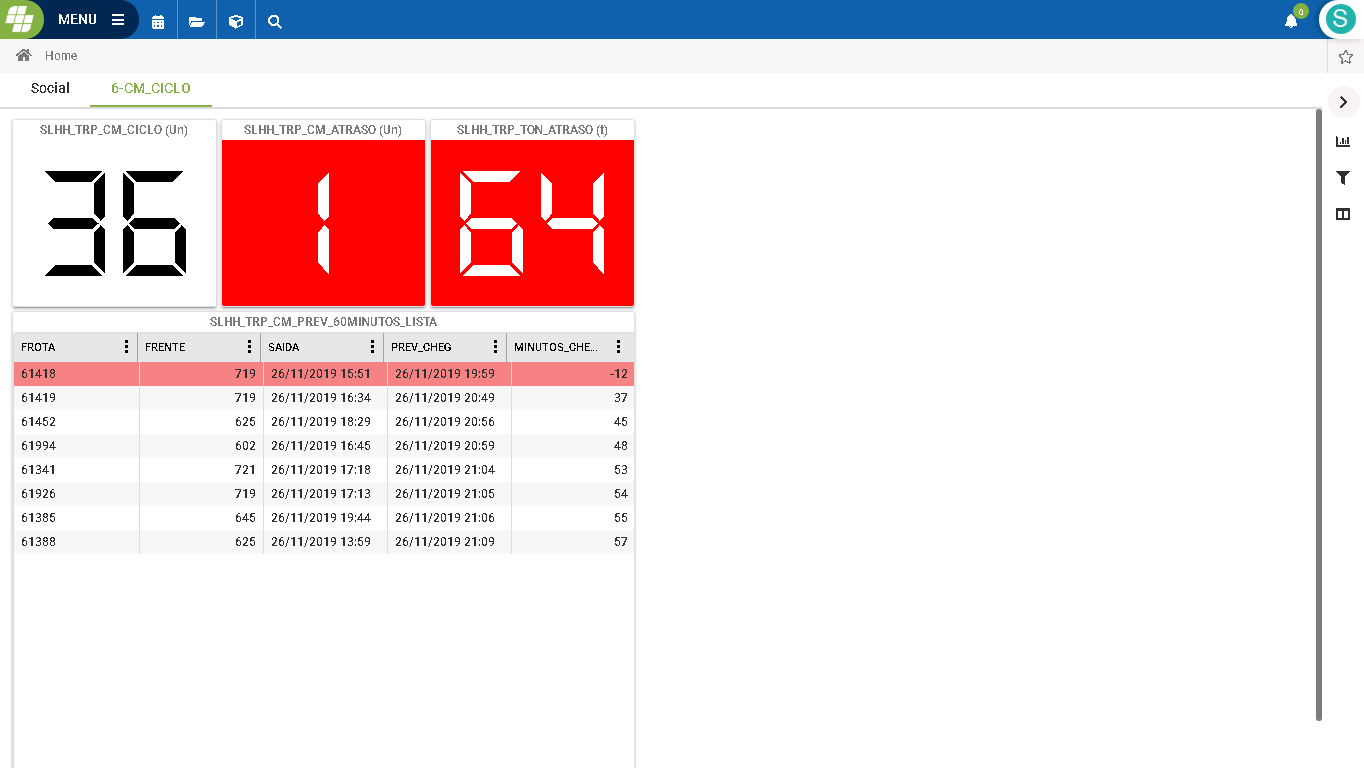 MENU
0
S
Home
Social 6-CM_CICLO
SLHH_TRP_CM_CICLO (Un) SLHH_TRP_CM_ATRASO (Un) SLHH_TRP_TON_ATRASO (t)
36 1 64
SLHH_TRP_CM_PREV_60MINUTOS_LISTA
FROTA FRENTE SAIDA PREV_CHEG MINUTOS_CHE...
61418 719 26/11/2019 15:51 26/11/2019 19:59 -12
61419 719 26/11/2019 16:34 26/11/2019 20:49 37
61452 625 26/11/2019 18:29 26/11/2019 20:56 45
61994 602 26/11/2019 16:45 26/11/2019 20:59 48
61341 721 26/11/2019 17:18 26/11/2019 21:04 53
61926 719 26/11/2019 17:13 26/11/2019 21:05 54
61385 645 26/11/2019 19:44 26/11/2019 21:06 55
61388 625 26/11/2019 13:59 26/11/2019 21:09 57